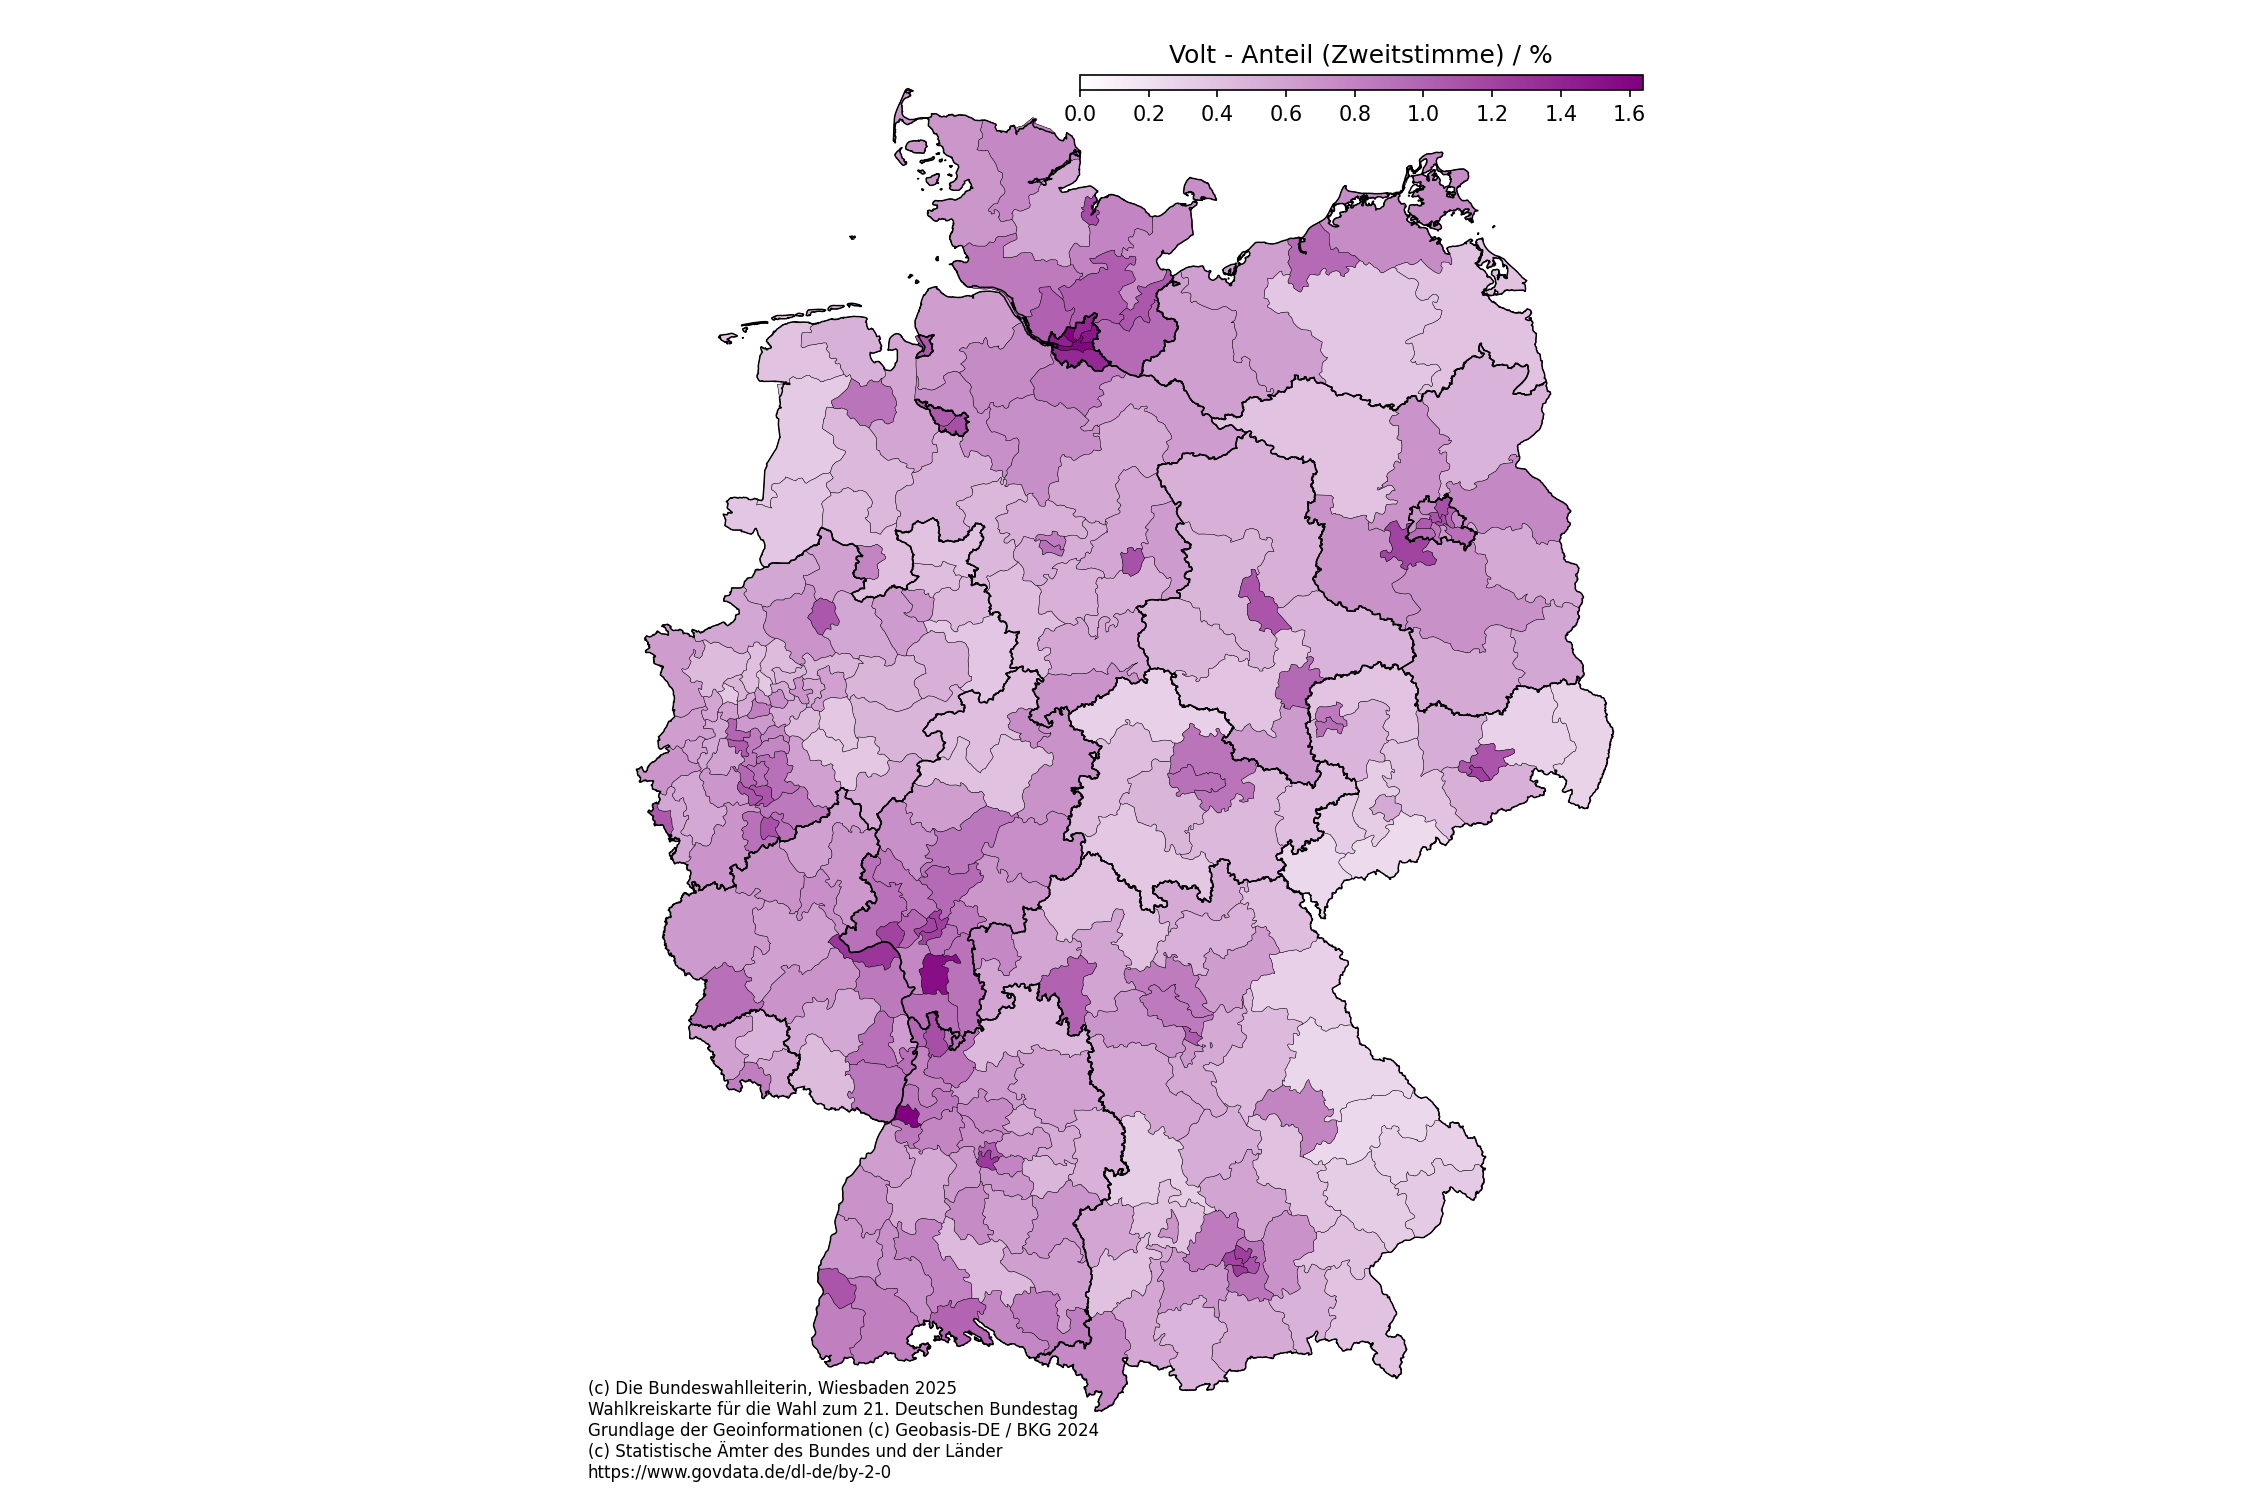 Volt - Anteil (Zweitstimme) / %
0.0 0.2 0.4 0.6 0.8 1.0 1.2 1.4 1.6
(c) Die Bundeswahlleiterin, Wiesbaden 2025
Wahlkreiskarte für die Wahl zum 21. Deutschen Bundestag
Grundlage der Geoinformationen (c) Geobasis-DE / BKG 2024
(c) Statistische Ämter des Bundes und der Länder
https://www.govdata.de/dl-de/by-2-0